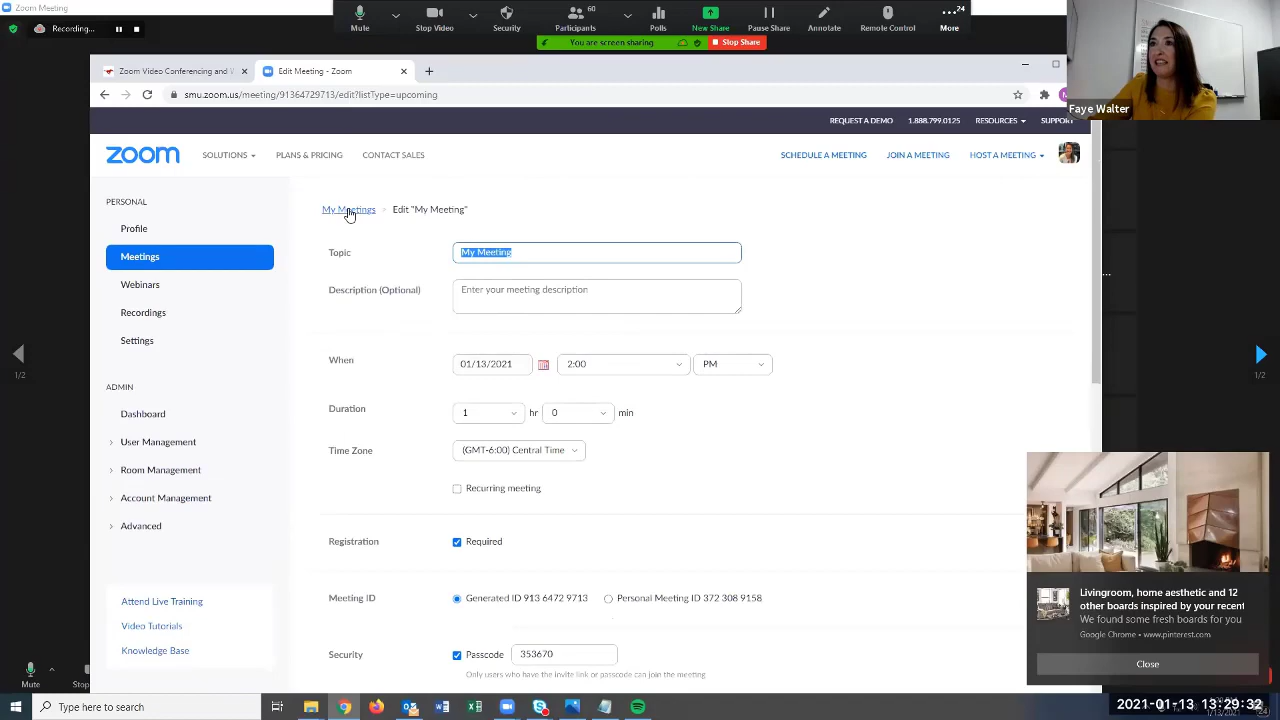 Zoom Meeting
Recording...
Mute
Stop Video
Security
60
Participants
Polls
New Share
Pause Share
Annotate
Remote Control
24
More
You are screen sharing
Stop Share
Faye Walter
Zoom Video Conferencing and
Edit Meeting - Zoom
smu.zoom.us/meeting/91364729713/edit?listType=upcoming
REQUEST A DEMO
1.888.799.0125
RESOURCES
SUPPORT
zoom
SOLUTIONS
PLANS & PRICING
CONTACT SALES
SCHEDULE A MEETING
JOIN A MEETING
HOST A MEETING
PERSONAL
Profile
Meetings
Webinars
Recordings
Settings
ADMIN
Dashboard
User Management
Room Management
Account Management
Advanced
Attend Live Training
Video Tutorials
Knowledge Base
My Meetings > Edit "My Meeting"
Topic
My Meeting
Description (Optional)
Enter your meeting description
When
01/13/2021
2:00
PM
Duration
1 hr 0 min
Time Zone
(GMT-6:00) Central Time
Recurring meeting
Registration
Required
Meeting ID
Generated ID 913 6472 9713
Personal Meeting ID 372 308 9158
Security
Passcode
353670
Only users who have the invite link or passcode can join the meeting
1/2
1/2
...
Livingroom, home aesthetic and 12
other boards inspired by your recent
We found some fresh boards for you
Google Chrome • www.pinterest.com
Close
Mute
Stop
Type here to search
2021-01-13 13:29:32